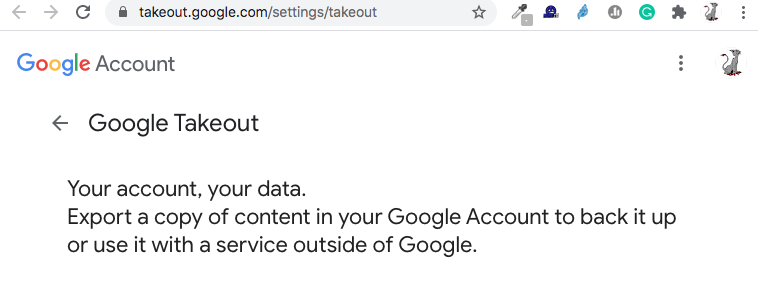 takeout.google.com/settings/takeout
Google Account
Google Takeout
Your account, your data.
Export a copy of content in your Google Account to back it up
or use it with a service outside of Google.